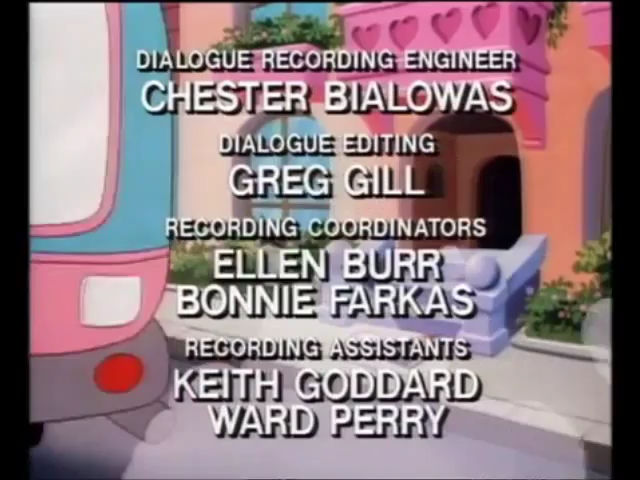 DIALOGUE RECORDING ENGINEER
CHESTER BIALOWAS
DIALOGUE EDITING
GREG GILL
RECORDING COORDINATORS
ELLEN BURR
BONNIE FARKAS
RECORDING ASSISTANTS
KEITH GODDARD
WARD PERRY